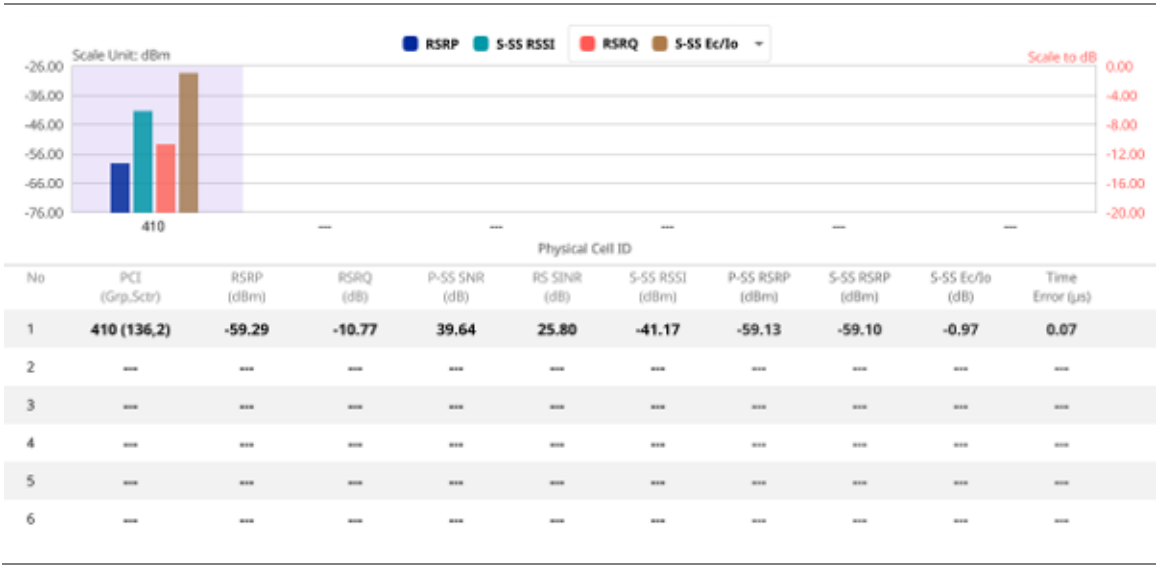 RSRP S-SS RSSI RSRQ S-SS Ec/Io
Scale Unit: dBm Scale to dB
-26.00 0.00
-36.00 -4.00
-46.00 -8.00
-56.00 -12.00
-66.00 -16.00
-76.00 -20.00
410 --- --- --- --- ---
Physical Cell ID
No PCI RSRP RSRQ P-SS SNR RS SINR S-SS RSSI P-SS RSRP S-SS RSRP S-SS Ec/Io Time
(Grp,Sctr) (dBm) (dB) (dB) (dB) (dBm) (dBm) (dBm) (dB) Error (μs)
1 410 (136,2) -59.29 -10.77 39.64 25.80 -41.17 -59.13 -59.10 -0.97 0.07
2 --- --- --- --- --- --- --- --- --- ---
3 --- --- --- --- --- --- --- --- --- ---
4 --- --- --- --- --- --- --- --- --- ---
5 --- --- --- --- --- --- --- --- --- ---
6 --- --- --- --- --- --- --- --- --- ---